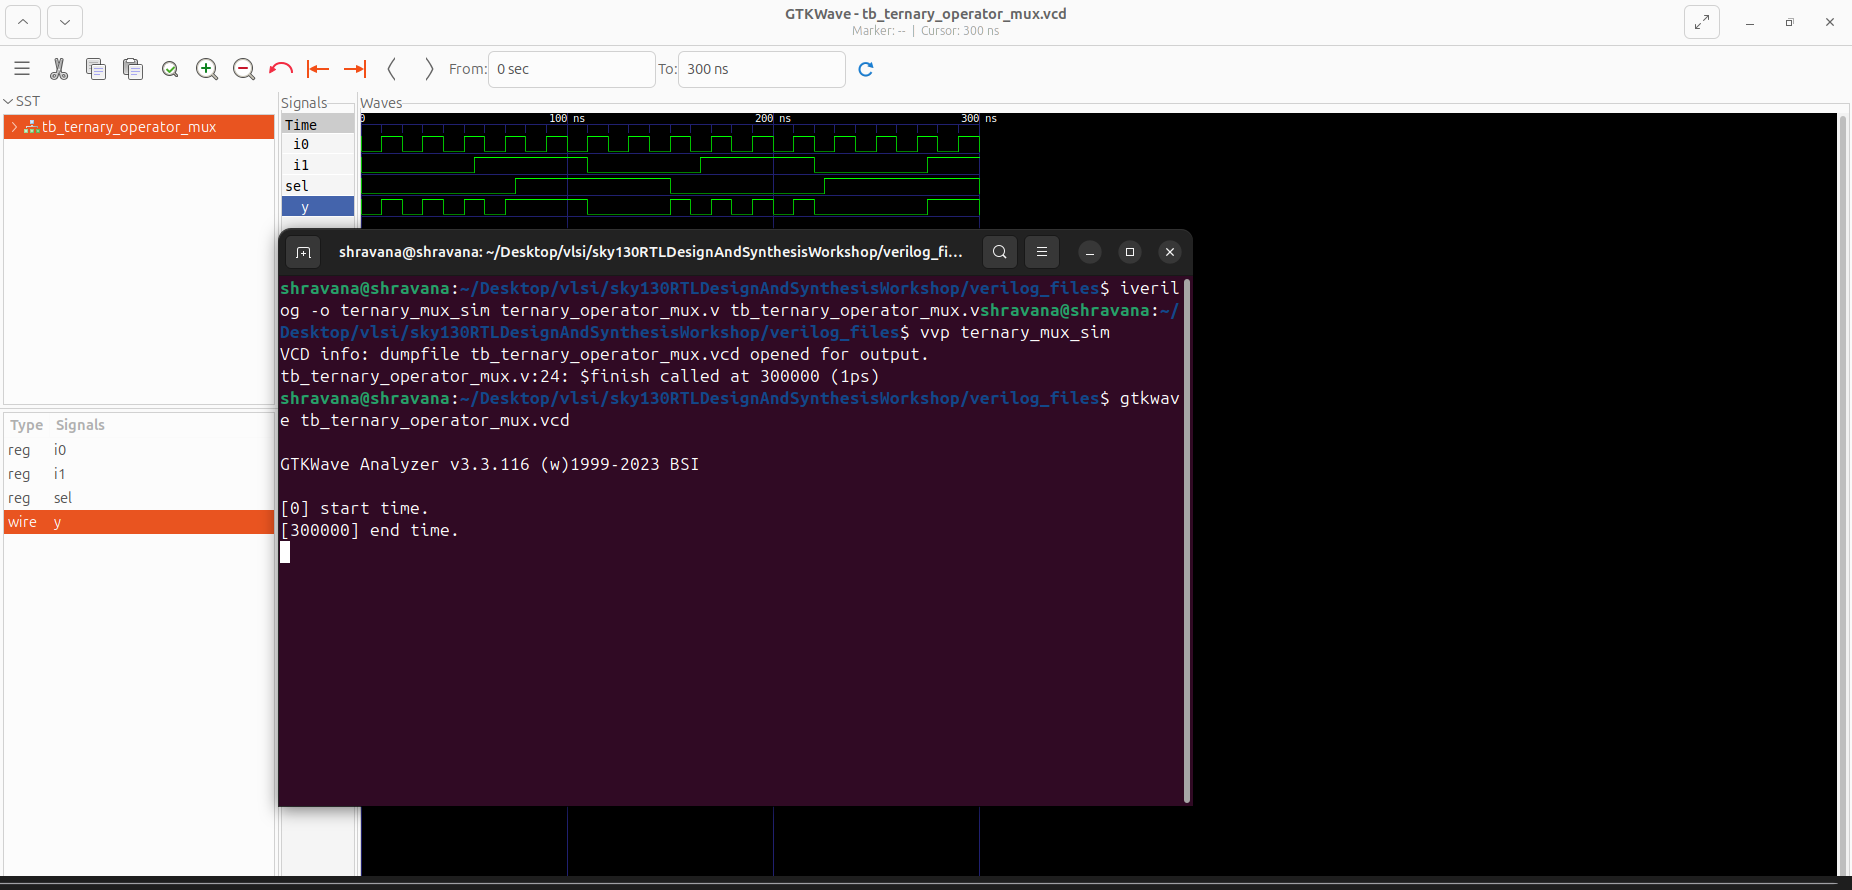 GTKWave - tb_ternary_operator_mux.vcd
Marker: -- | Cursor: 300 ns
From: 0 sec To: 300 ns
SST
tb_ternary_operator_mux
Type Signals
reg i0
reg i1
reg sel
wire y
Signals
Time
i0
i1
sel
y
Waves
0 100 ns 200 ns 300 ns
shravana@shravana: ~/Desktop/vlsi/sky130RTLDesignAndSynthesisWorkshop/verilog_fi...
shravana@shravana:~/Desktop/vlsi/sky130RTLDesignAndSynthesisWorkshop/verilog_files$ iveril
og -o ternary_mux_sim ternary_operator_mux.v tb_ternary_operator_mux.vshravana@shravana:~/
Desktop/vlsi/sky130RTLDesignAndSynthesisWorkshop/verilog_files$ vvp ternary_mux_sim
VCD info: dumpfile tb_ternary_operator_mux.vcd opened for output.
tb_ternary_operator_mux.v:24: $finish called at 300000 (1ps)
shravana@shravana:~/Desktop/vlsi/sky130RTLDesignAndSynthesisWorkshop/verilog_files$ gtkwav
e tb_ternary_operator_mux.vcd
GTKWave Analyzer v3.3.116 (w)1999-2023 BSI
[0] start time.
[300000] end time.